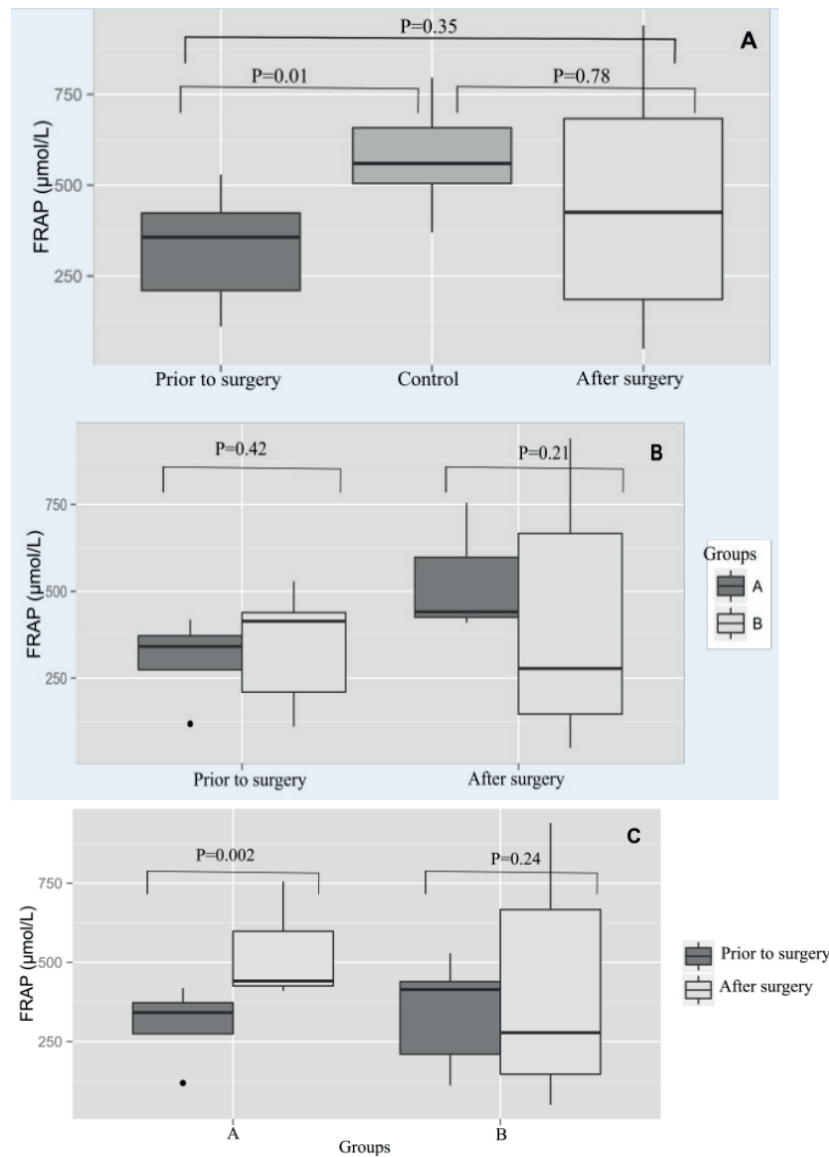 P=0.35
A
P=0.01
P=0.78
750
500
250
FRAP (µmol/L)
Prior to surgery
Control
After surgery
P=0.42
P=0.21
B
750
500
250
FRAP (µmol/L)
Prior to surgery
After surgery
Groups
A
B
C
P=0.002
P=0.24
750
500
250
FRAP (µmol/L)
A
B
Groups
Prior to surgery
After surgery